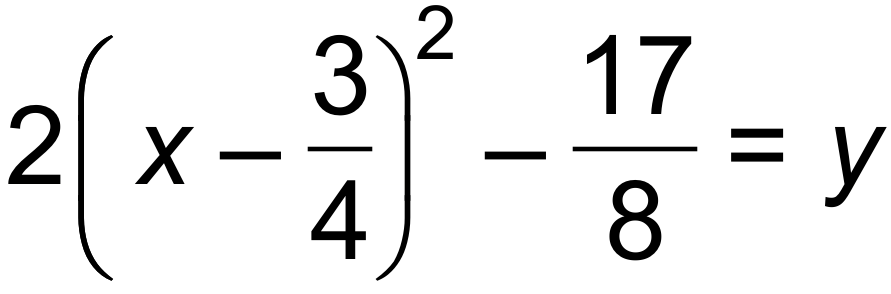 2(x − 3/4)² − 17/8 = y